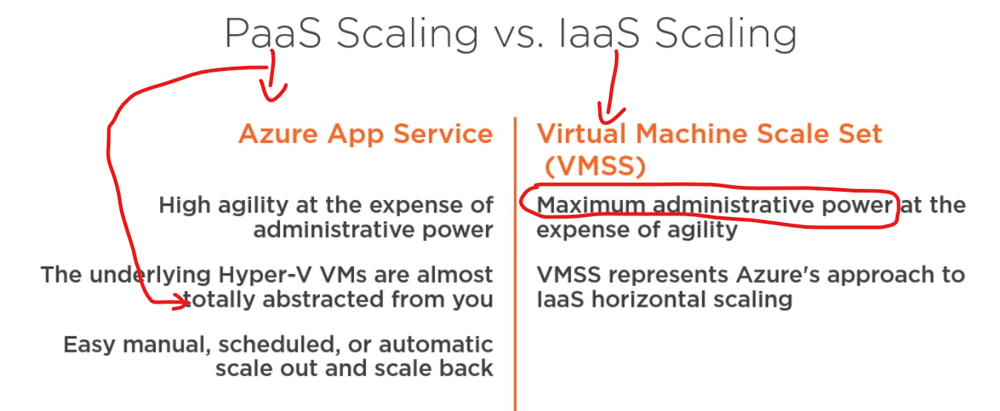 PaaS Scaling vs. IaaS Scaling
Azure App Service
High agility at the expense of
administrative power
The underlying Hyper-V VMs are almost
totally abstracted from you
Easy manual, scheduled, or automatic
scale out and scale back
Virtual Machine Scale Set
(VMSS)
Maximum administrative power at the
expense of agility
VMSS represents Azure's approach to
IaaS horizontal scaling